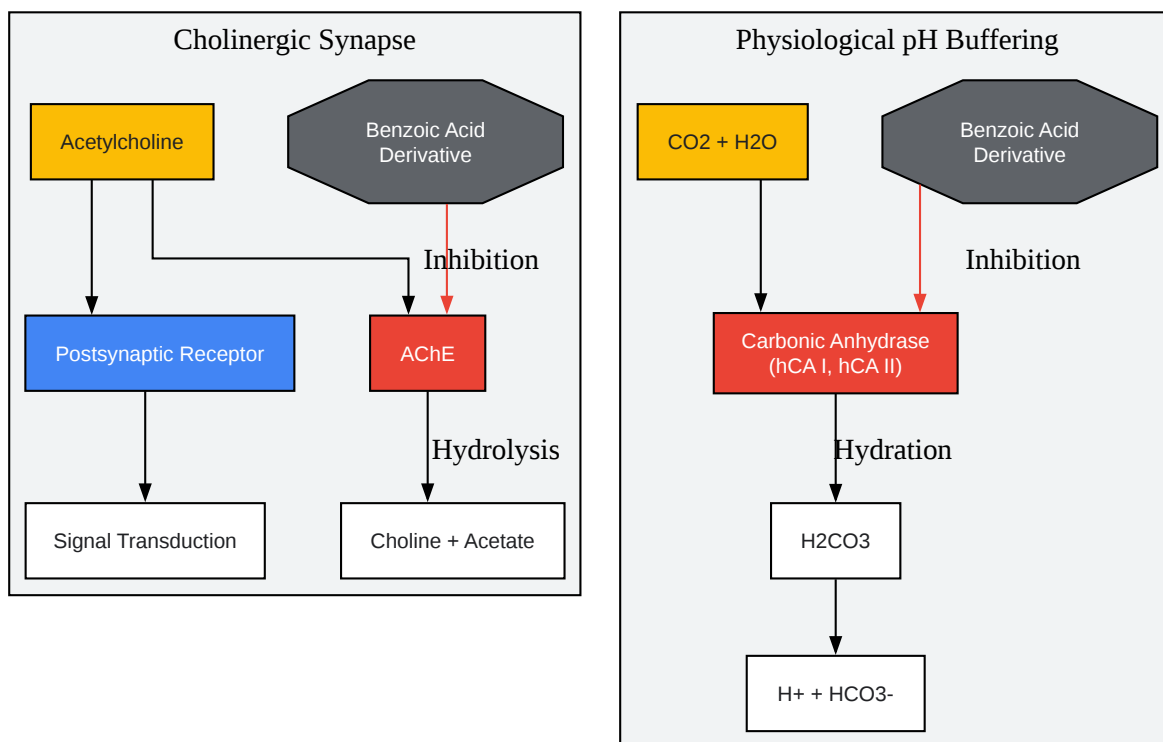 Cholinergic Synapse
Acetylcholine
Benzoic Acid
Derivative
Inhibition
Postsynaptic Receptor
AChE
Hydrolysis
Signal Transduction
Choline + Acetate
Physiological pH Buffering
CO2 + H2O
Benzoic Acid
Derivative
Inhibition
Carbonic Anhydrase
(hCA I, hCA II)
Hydration
H2CO3
H+ + HCO3-